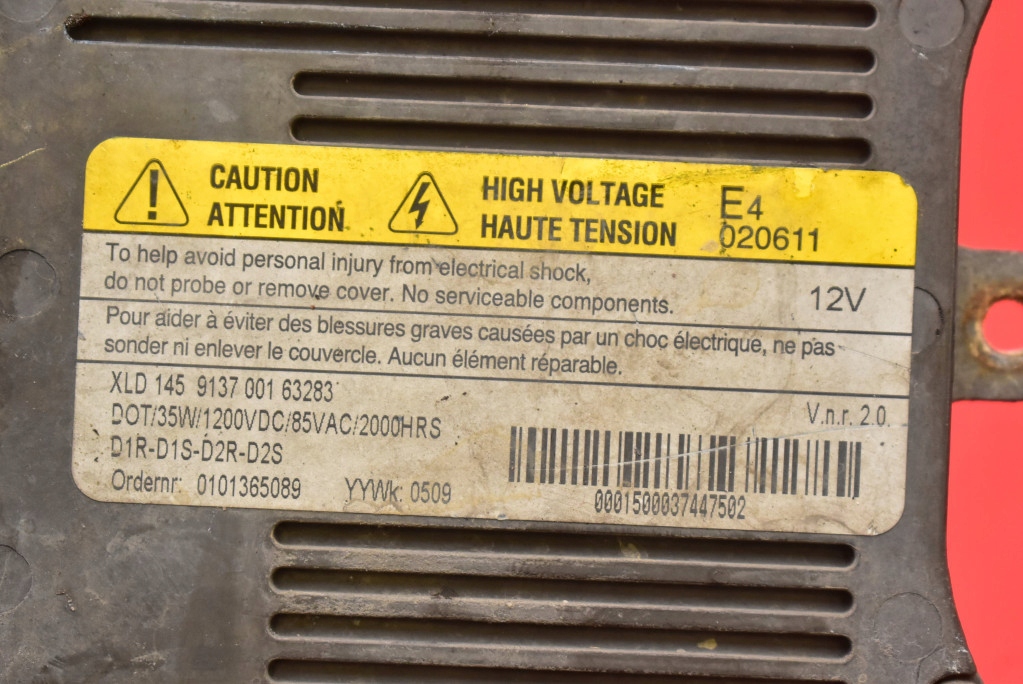 CAUTION
ATTENTION
HIGH VOLTAGE
HAUTE TENSION
E4
020611
To help avoid personal injury from electrical shock,
do not probe or remove cover. No serviceable components.
12V
Pour aider à éviter des blessures graves causées par un choc électrique, ne pas
sonder ni enlever le couvercle. Aucun élément réparable.
XLD 145 9137 001 63283
V.n.r. 2.0.
DOT/35W/1200VDC/85VAC/2000HRS
D1R-D1S-D2R-D2S
Ordernr: 0101365089 YYWk: 0509
0001500037447502